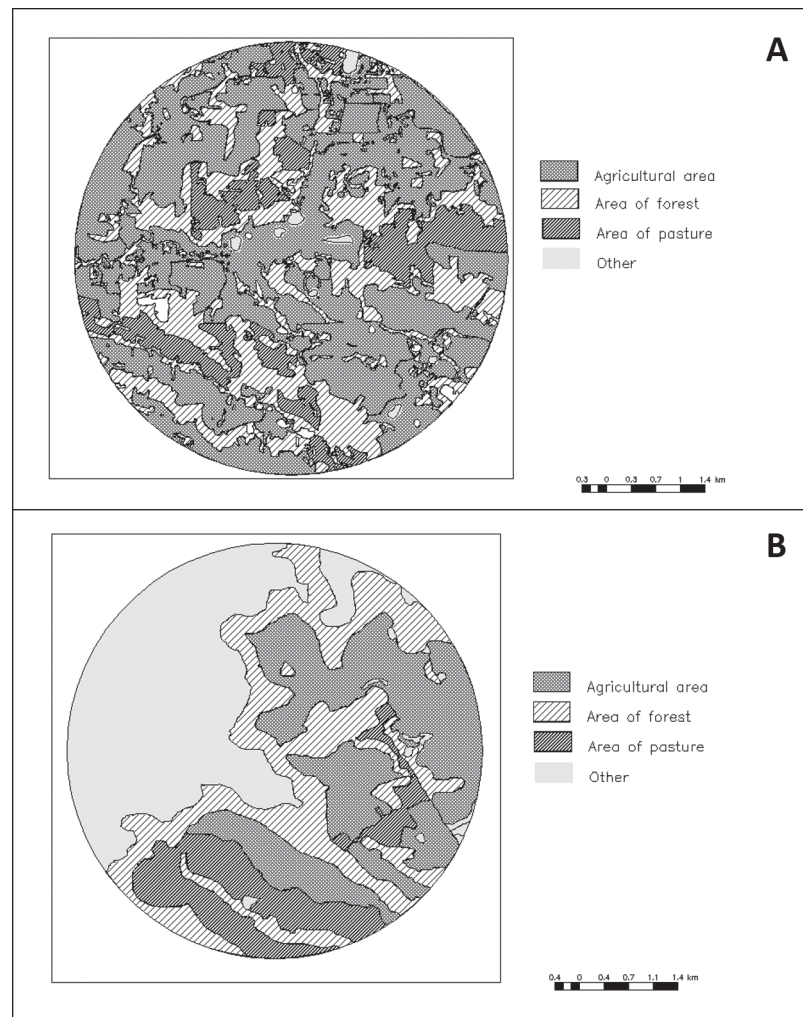 A
Agricultural area
Area of forest
Area of pasture
Other
0.3 0 0.3 0.7 1 1.4 km
B
Agricultural area
Area of forest
Area of pasture
Other
0.4 0 0.4 0.7 1.1 1.4 km